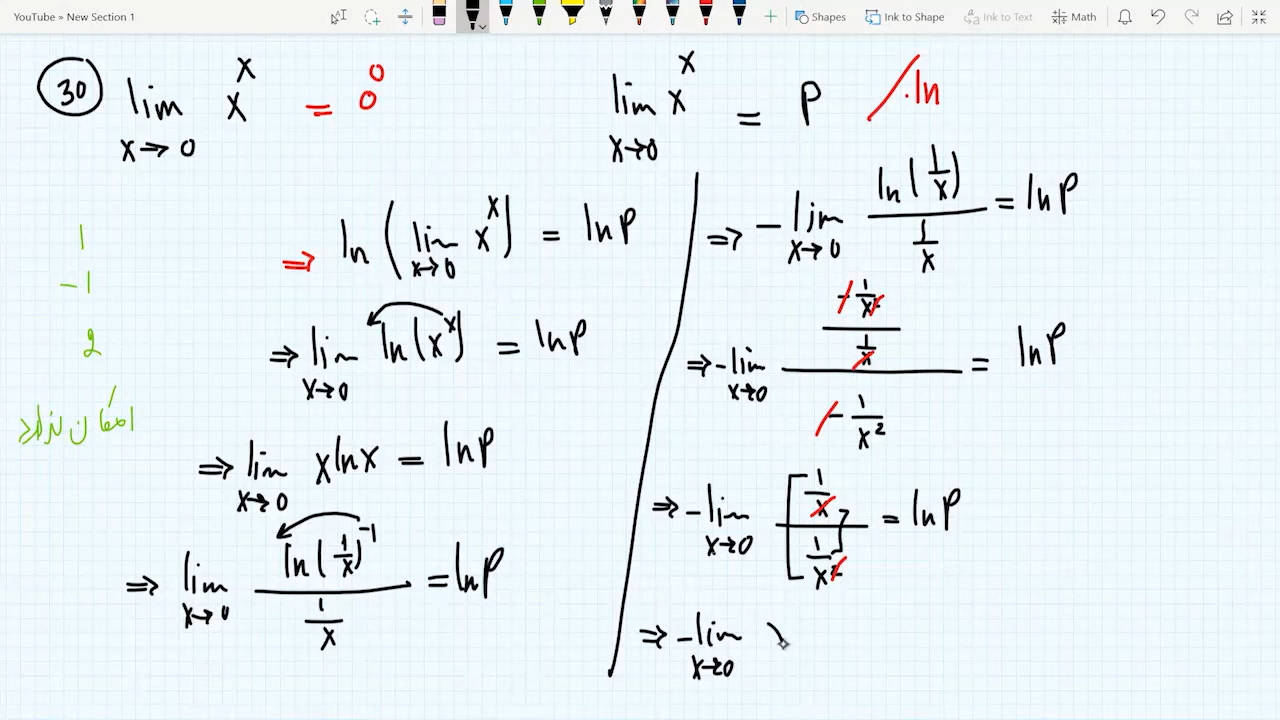 YouTube » New Section 1
Shapes Ink to Shape Ink to Text Math
30 lim x→0 x^x = 0^0
1
-1
2
امکان ندارد
⇒ ln(lim x→0 x^x) = ln P
⇒ lim x→0 ln(x^x) = ln P
⇒ lim x→0 x ln x = ln P
⇒ lim x→0 ln(1/x)^-1 / (1/x) = ln P
lim x→0 x^x = P / .ln
⇒ - lim x→0 ln(1/x) / (1/x) = ln P
⇒ - lim x→0 ((-1/x²) / (1/x)) / (-1/x²) = ln P
⇒ - lim x→0 [(1/x) / (1/x²)] = ln P
⇒ - lim x→0